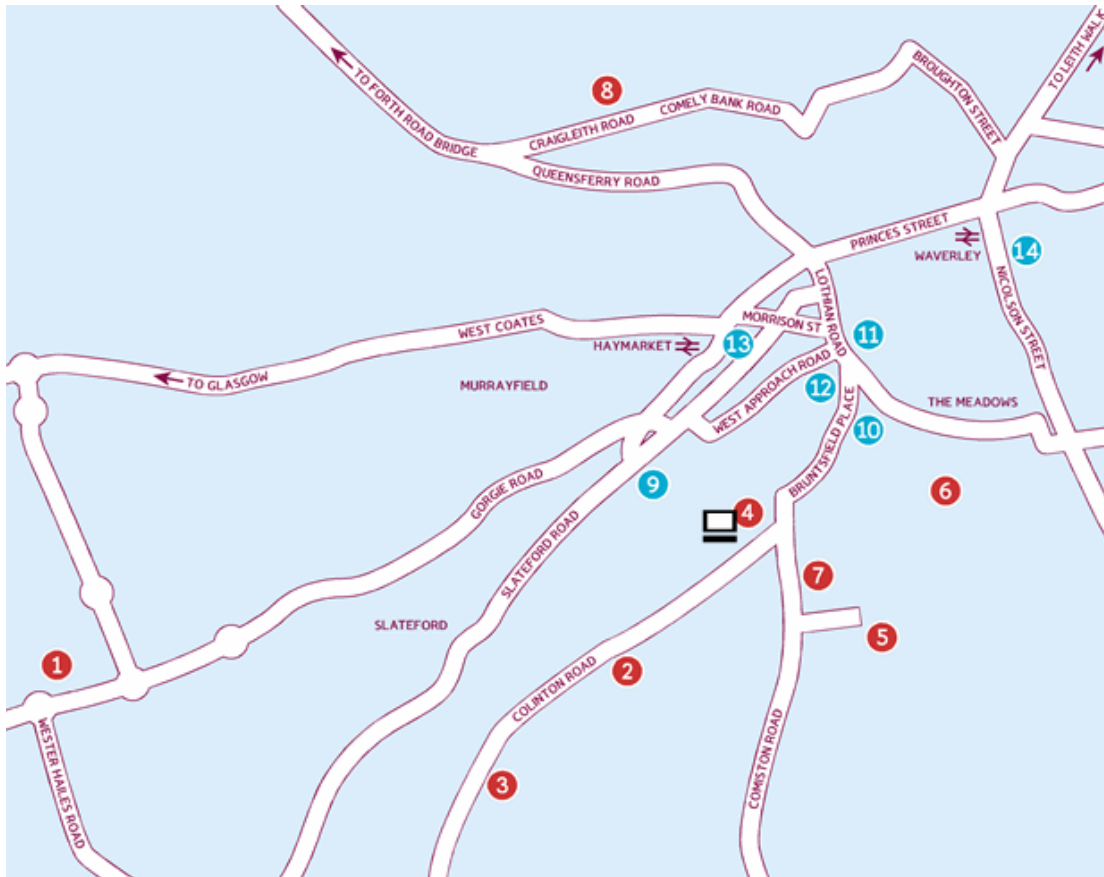 TO LEITH WALK
BROUGHTON STREET
TO FORTH ROAD BRIDGE
8
COMELY BANK ROAD
CRAIGLEITH ROAD
QUEENSFERRY ROAD
PRINCES STREET
WAVERLEY
14
NICOLSON STREET
LOTHIAN ROAD
MORRISON ST
WEST COATES
HAYMARKET
13
11
TO GLASGOW
MURRAYFIELD
WEST APPROACH ROAD
12
THE MEADOWS
BRUNTSFIELD PLACE
10
GORGIE ROAD
9
6
4
SLATEFORD ROAD
7
SLATEFORD
5
1
2
COLINTON ROAD
WESTER HAILES ROAD
3
COMISTON ROAD